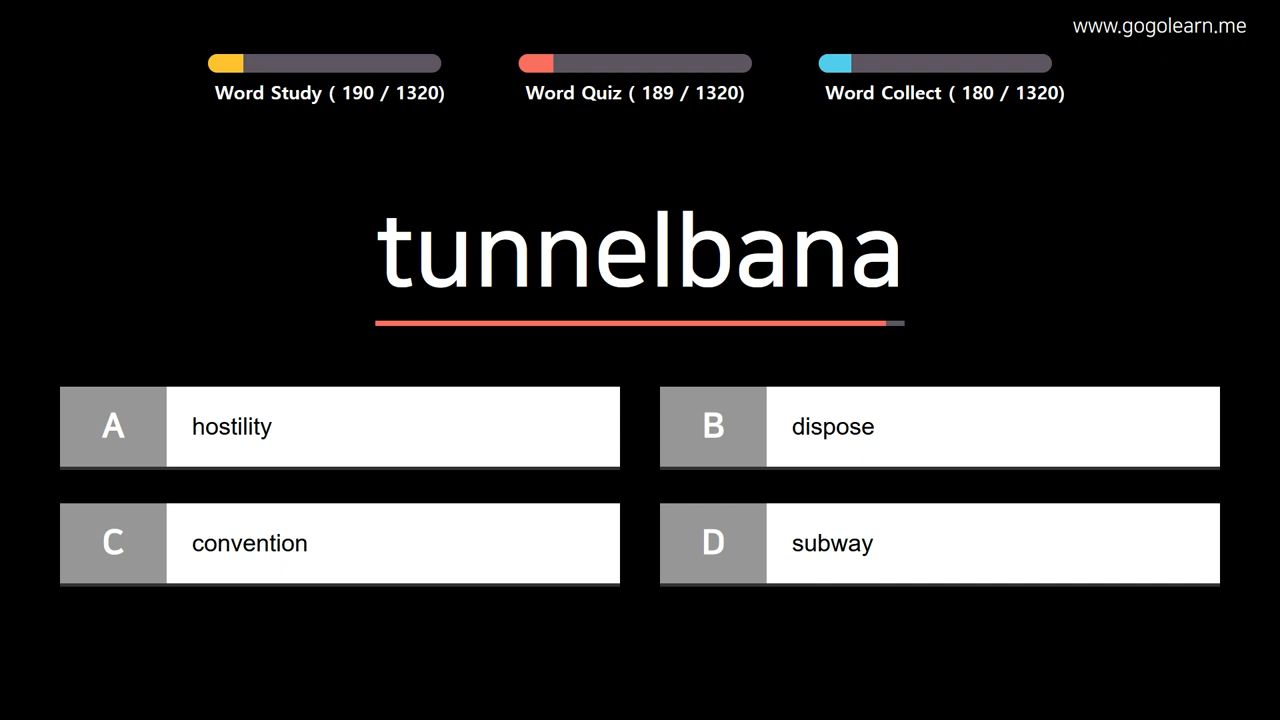 www.gogolearn.me
Word Study ( 190 / 1320)
Word Quiz ( 189 / 1320)
Word Collect ( 180 / 1320)
tunnelbana
A hostility
B dispose
C convention
D subway